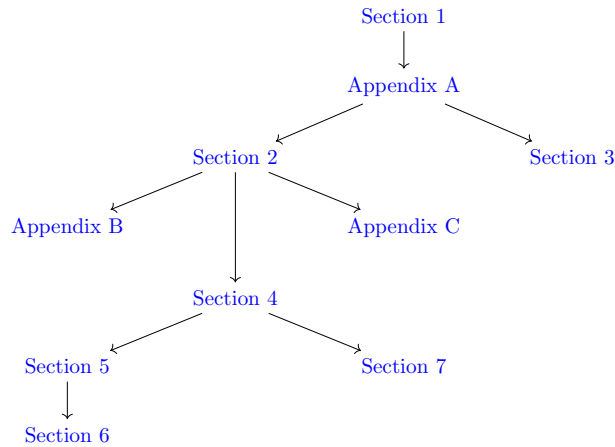 Section 1
Appendix A
Section 2
Section 3
Appendix B
Appendix C
Section 4
Section 5
Section 7
Section 6